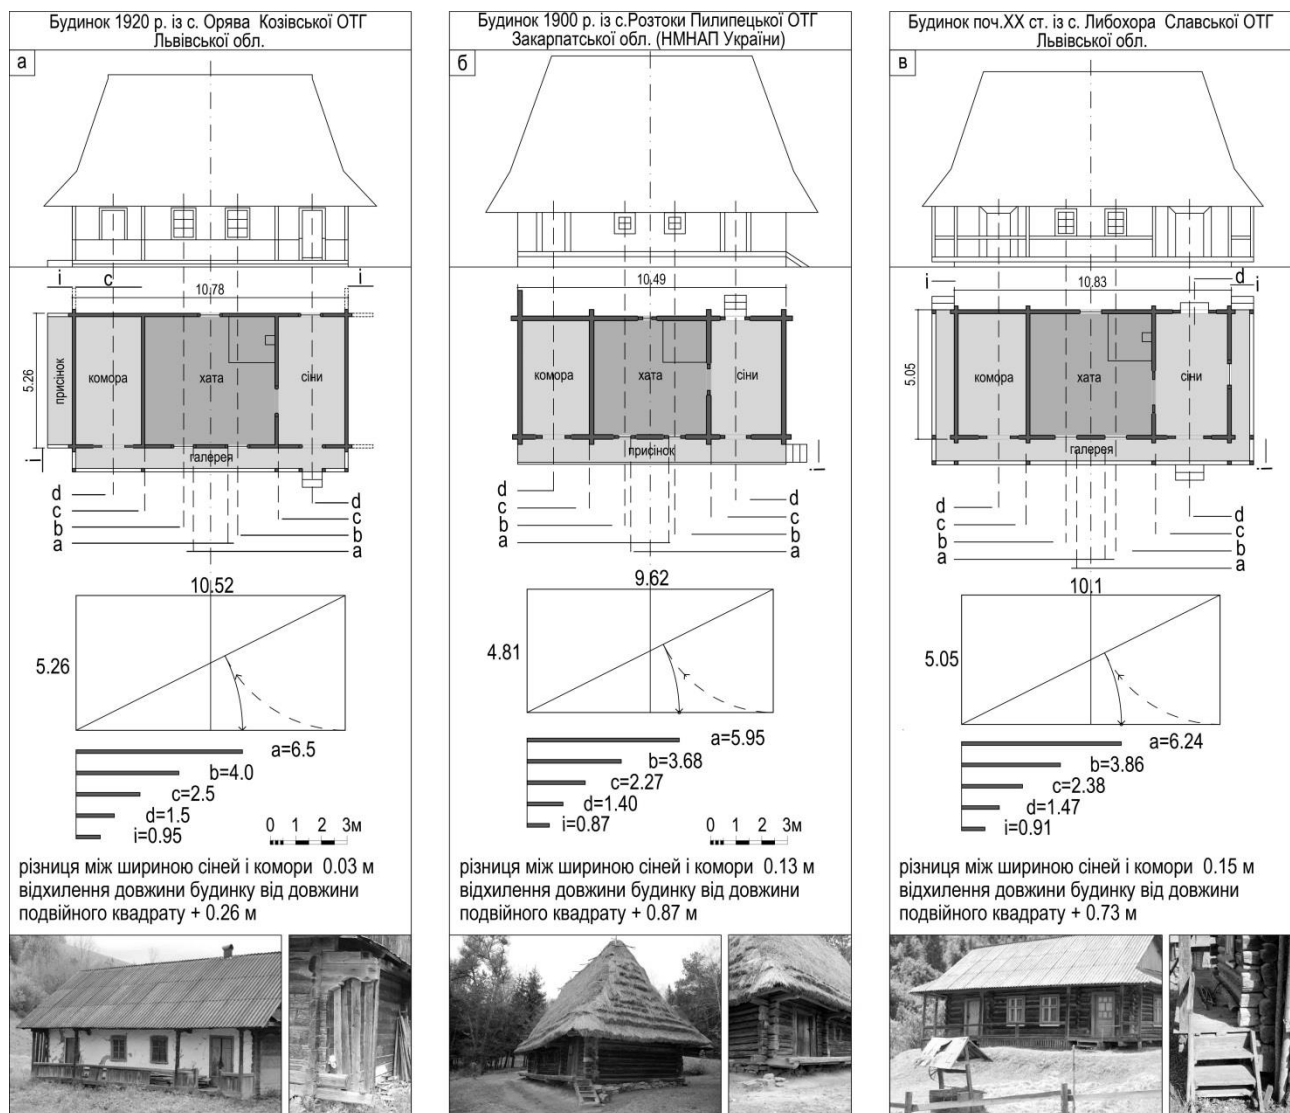 Будинок 1920 р. із с. Орява Козівської ОТГ
Львівської обл.
а
i
c
i
10.78
5.26
присінок
комора
хата
сіни
галерея
i
d
c
b
a
d
c
b
a
10.52
5.26
a=6.5
b=4.0
c=2.5
d=1.5
i=0.95
0 1 2 3м
різниця між шириною сіней і комори 0.03 м
відхилення довжини будинку від довжини
подвійного квадрату + 0.26 м
Будинок 1900 р. із с.Розтоки Пилипецької ОТГ
Закарпатської обл. (НМНАП України)
б
10.49
комора
хата
сіни
присінок
i
d
c
b
a
d
c
b
a
9.62
4.81
a=5.95
b=3.68
c=2.27
d=1.40
i=0.87
0 1 2 3м
різниця між шириною сіней і комори 0.13 м
відхилення довжини будинку від довжини
подвійного квадрату + 0.87 м
Будинок поч.ХХ ст. із с. Либохора Славської ОТГ
Львівської обл.
в
i
d
i
10.83
5.05
комора
хата
сіни
галерея
i
d
c
b
a
d
c
b
a
10.1
5.05
a=6.24
b=3.86
c=2.38
d=1.47
i=0.91
різниця між шириною сіней і комори 0.15 м
відхилення довжини будинку від довжини
подвійного квадрату + 0.73 м